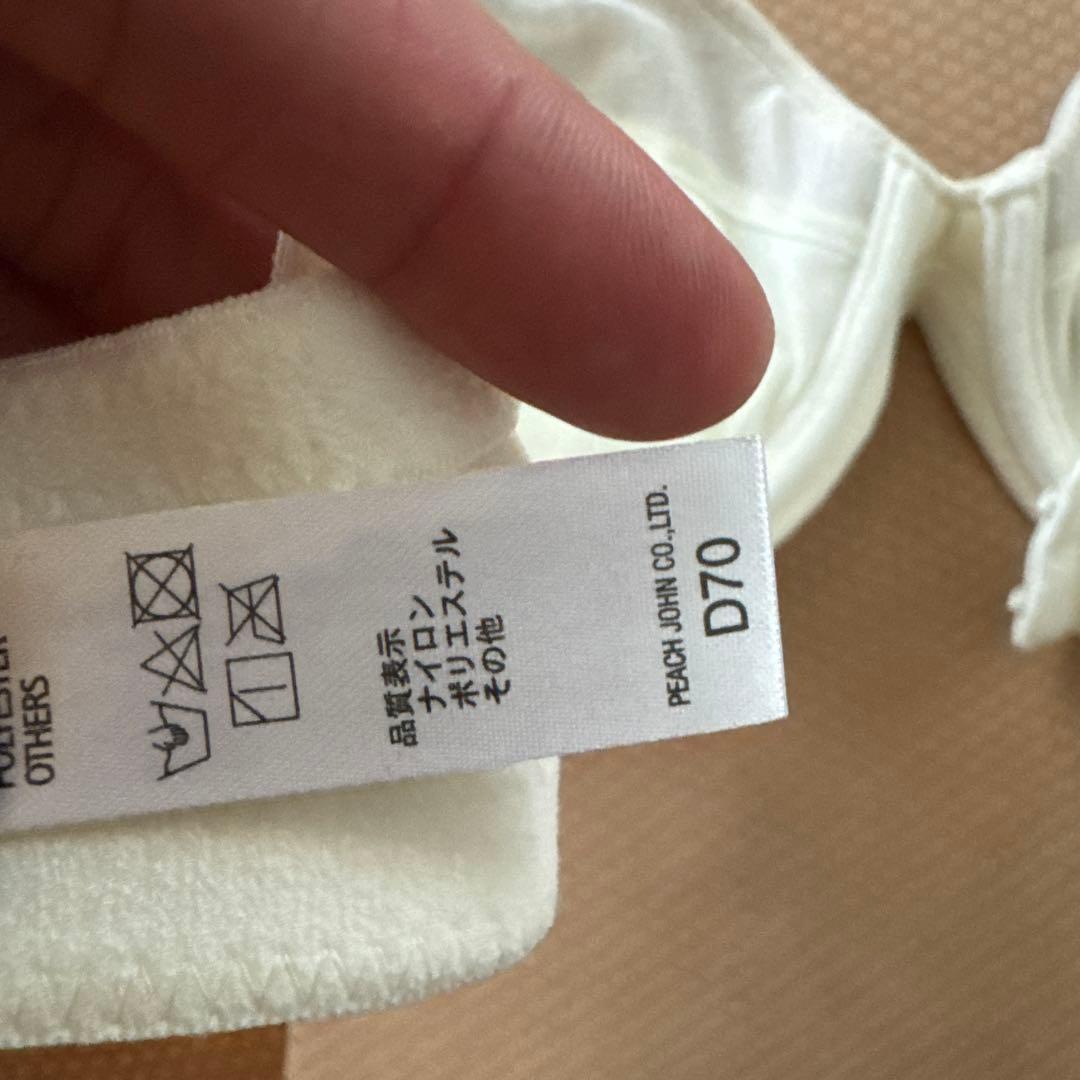 POLYESTER
OTHERS
品質表示
ナイロン
ポリエステル
その他
PEACH JOHN CO.,LTD.
D70